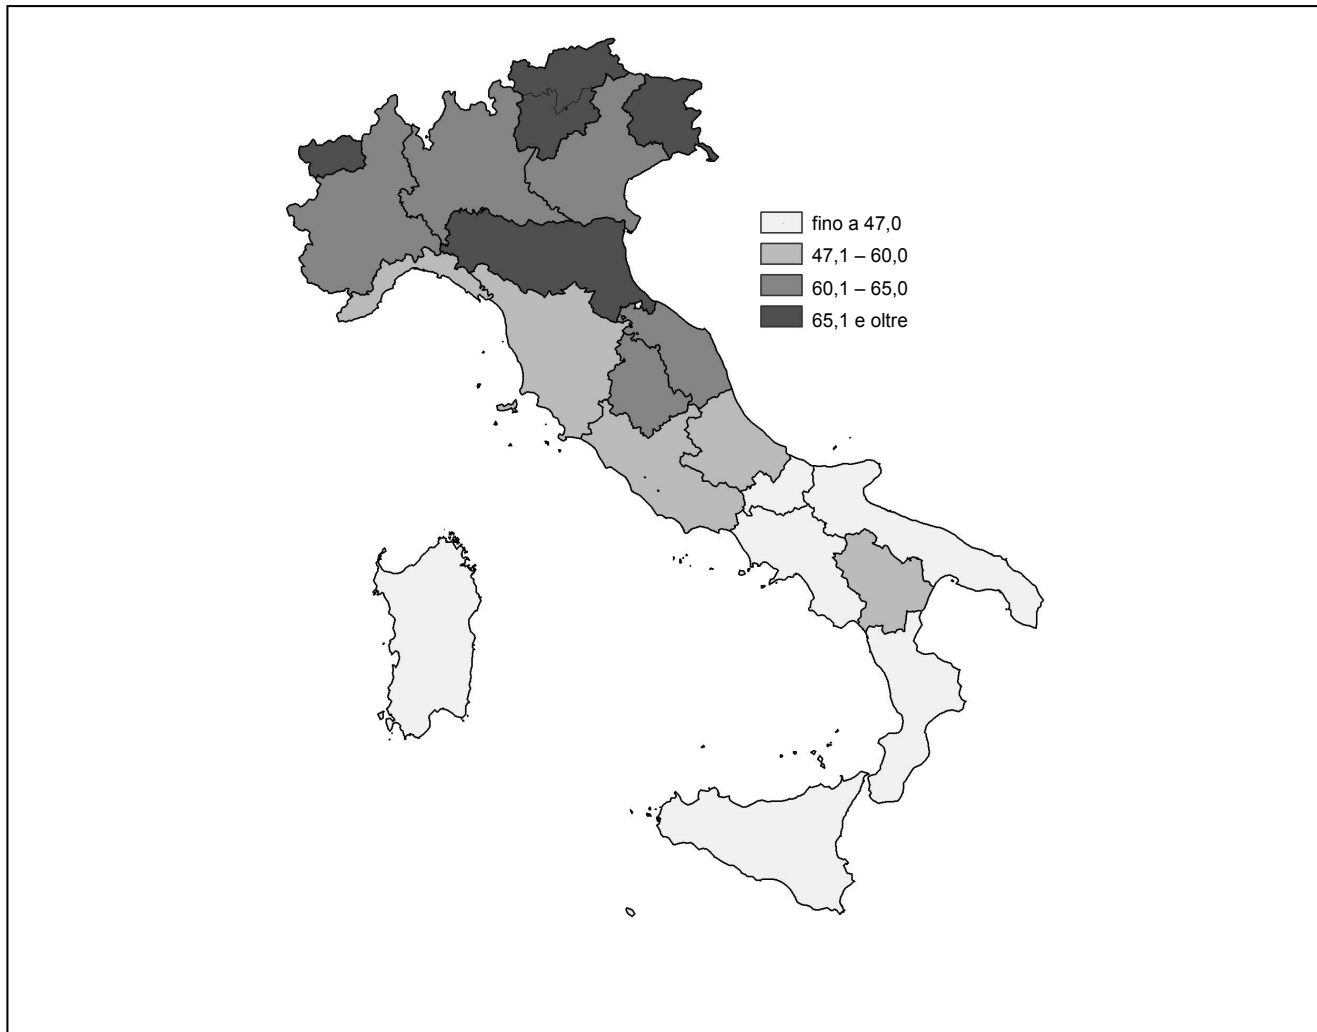 fino a 47,0
47,1 – 60,0
60,1 – 65,0
65,1 e oltre